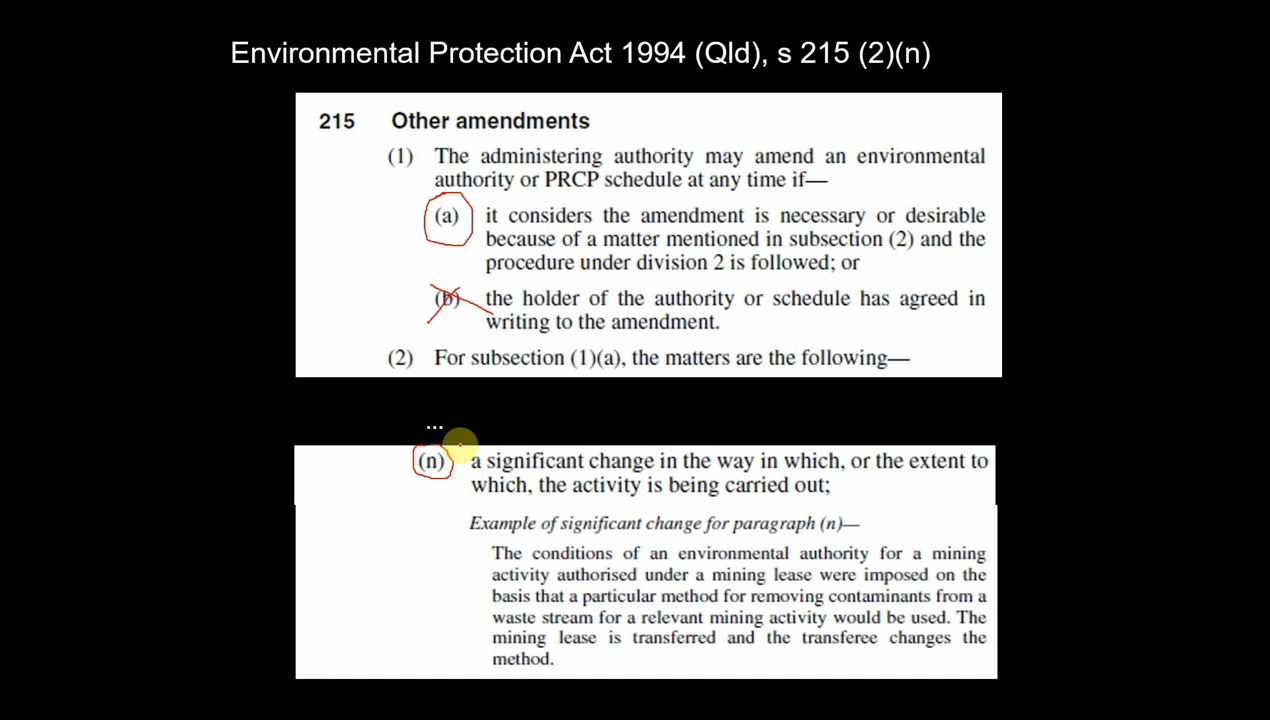 Environmental Protection Act 1994 (Qld), s 215 (2)(n)
215 Other amendments
(1) The administering authority may amend an environmental
authority or PRCP schedule at any time if—
(a) it considers the amendment is necessary or desirable
because of a matter mentioned in subsection (2) and the
procedure under division 2 is followed; or
(b) the holder of the authority or schedule has agreed in
writing to the amendment.
(2) For subsection (1)(a), the matters are the following—
...
(n) a significant change in the way in which, or the extent to
which, the activity is being carried out;
Example of significant change for paragraph (n)—
The conditions of an environmental authority for a mining
activity authorised under a mining lease were imposed on the
basis that a particular method for removing contaminants from a
waste stream for a relevant mining activity would be used. The
mining lease is transferred and the transferee changes the
method.